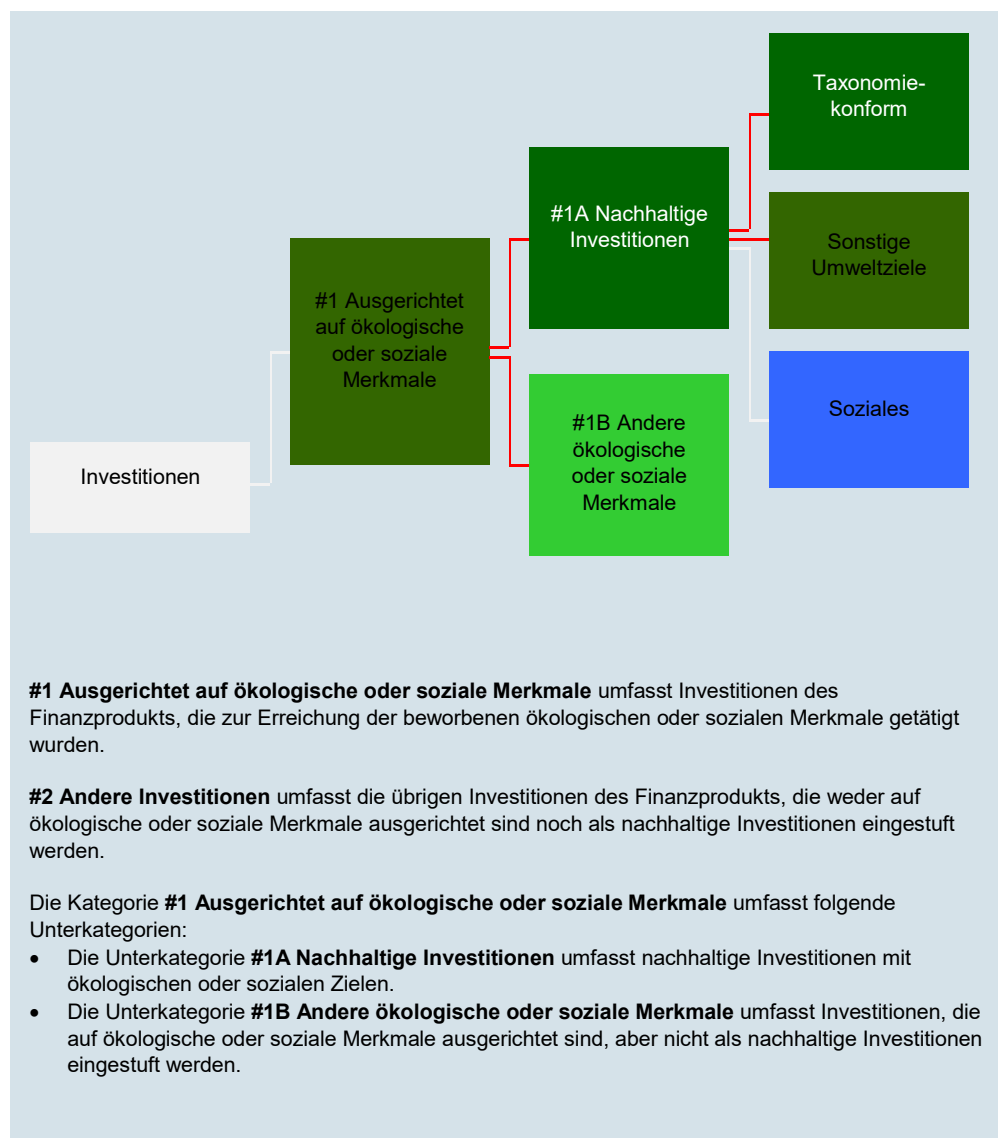 Taxonomie-
konform
#1A Nachhaltige
Investitionen
Sonstige
Umweltziele
#1 Ausgerichtet
auf ökologische
oder soziale
Merkmale
Soziales
#1B Andere
ökologische
oder soziale
Merkmale
Investitionen
#1 Ausgerichtet auf ökologische oder soziale Merkmale umfasst Investitionen des
Finanzprodukts, die zur Erreichung der beworbenen ökologischen oder sozialen Merkmale getätigt
wurden.
#2 Andere Investitionen umfasst die übrigen Investitionen des Finanzprodukts, die weder auf
ökologische oder soziale Merkmale ausgerichtet sind noch als nachhaltige Investitionen eingestuft
werden.
Die Kategorie #1 Ausgerichtet auf ökologische oder soziale Merkmale umfasst folgende
Unterkategorien:
• Die Unterkategorie #1A Nachhaltige Investitionen umfasst nachhaltige Investitionen mit
ökologischen oder sozialen Zielen.
• Die Unterkategorie #1B Andere ökologische oder soziale Merkmale umfasst Investitionen, die
auf ökologische oder soziale Merkmale ausgerichtet sind, aber nicht als nachhaltige Investitionen
eingestuft werden.